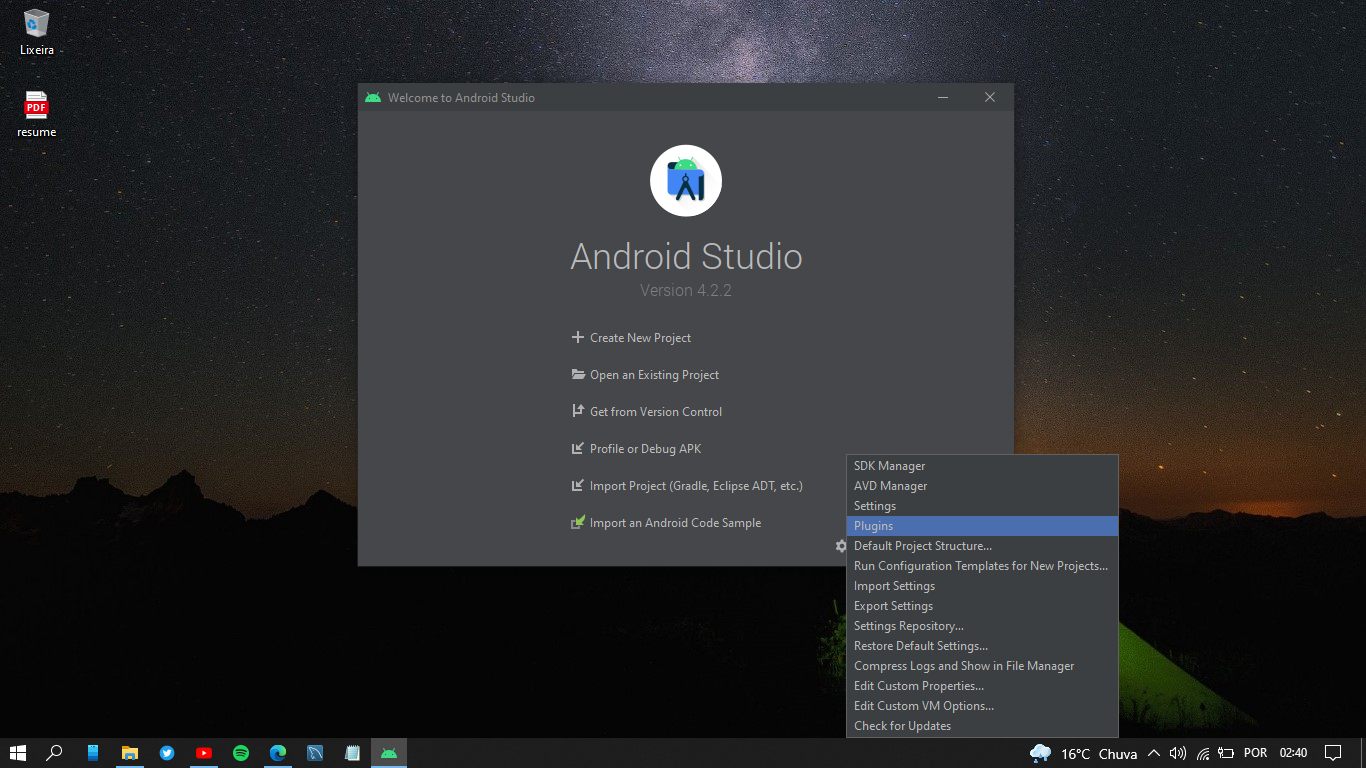 Lixeira
PDF
resume
Welcome to Android Studio
Android Studio
Version 4.2.2
Create New Project
Open an Existing Project
Get from Version Control
Profile or Debug APK
Import Project (Gradle, Eclipse ADT, etc.)
Import an Android Code Sample
SDK Manager
AVD Manager
Settings
Plugins
Default Project Structure...
Run Configuration Templates for New Projects...
Import Settings
Export Settings
Settings Repository...
Restore Default Settings...
Compress Logs and Show in File Manager
Edit Custom Properties...
Edit Custom VM Options...
Check for Updates
16°C Chuva POR 02:40